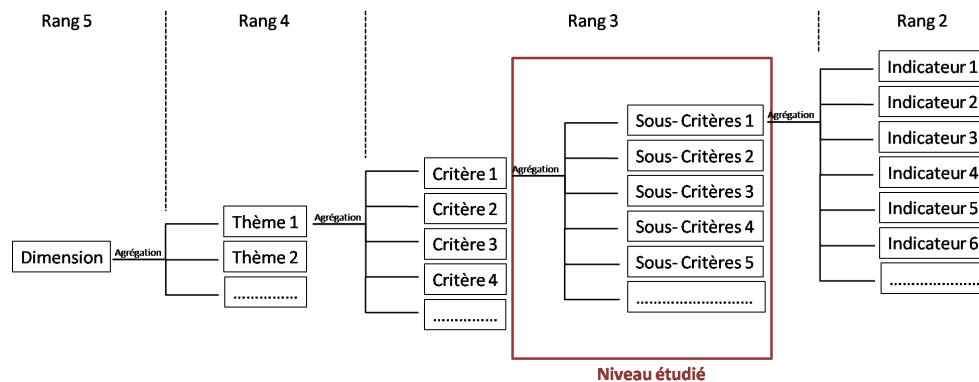 Rang 5
Rang 4
Rang 3
Rang 2
Dimension
Agrégation
Thème 1
Thème 2
...............
Agrégation
Critère 1
Critère 2
Critère 3
Critère 4
...............
Agrégation
Sous- Critères 1
Sous- Critères 2
Sous- Critères 3
Sous- Critères 4
Sous- Critères 5
...........................
Agrégation
Indicateur 1
Indicateur 2
Indicateur 3
Indicateur 4
Indicateur 5
Indicateur 6
.....................
Niveau étudié